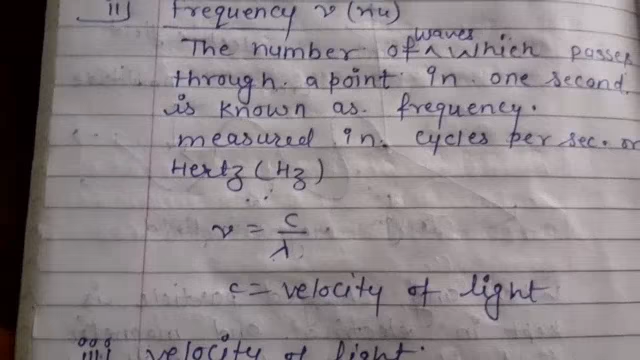 ii) frequency ν (nu)
The number of waves which passes
through a point in one second
is known as frequency.
measured in cycles per sec. or
Hertz (Hz)
∴
ν = c/λ
c = velocity of light
iii) velocity of light.